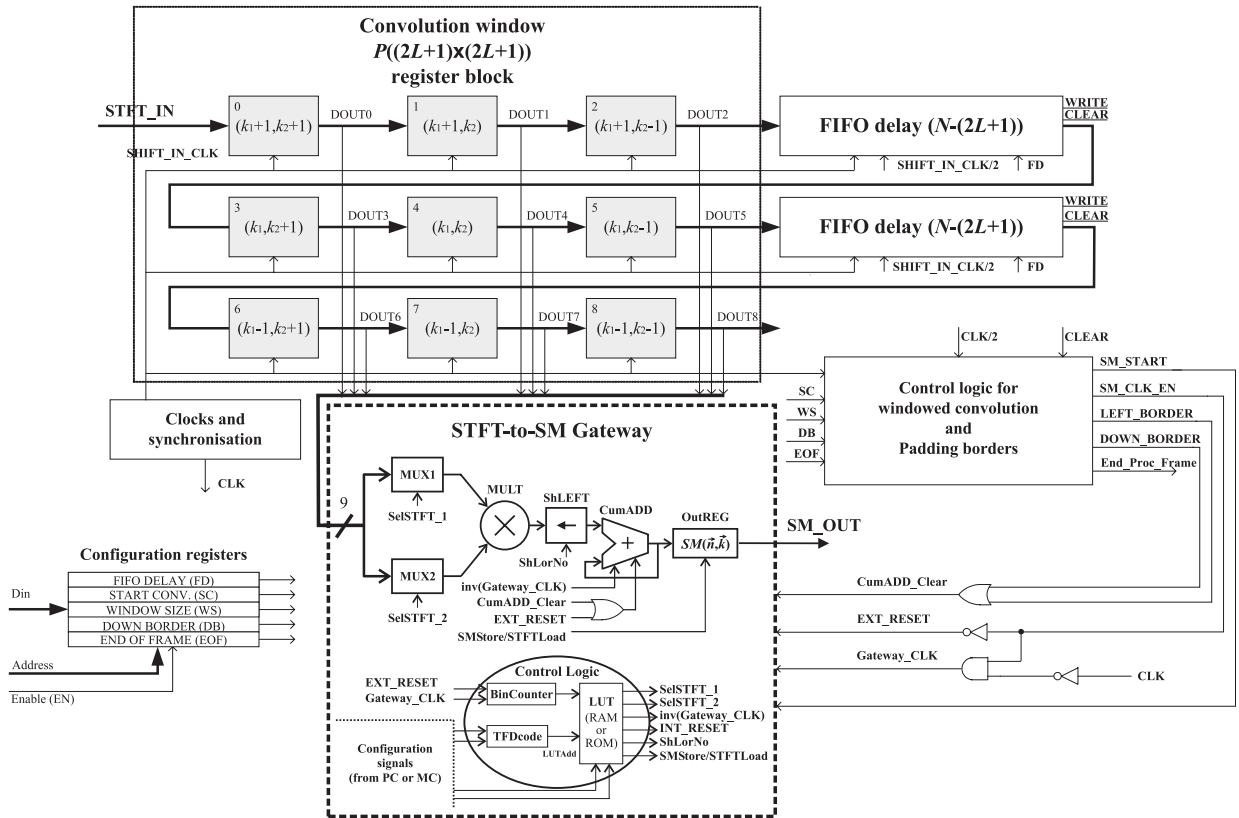 Convolution window
P((2L+1)x(2L+1))
register block
STFT_IN
0
(k1+1,k2+1)
DOUT0
1
(k1+1,k2)
DOUT1
2
(k1+1,k2-1)
DOUT2
FIFO delay (N-(2L+1))
WRITE
CLEAR
SHIFT_IN_CLK
SHIFT_IN_CLK/2
FD
3
(k1,k2+1)
DOUT3
4
(k1,k2)
DOUT4
5
(k1,k2-1)
DOUT5
FIFO delay (N-(2L+1))
WRITE
CLEAR
SHIFT_IN_CLK/2
FD
6
(k1-1,k2+1)
DOUT6
7
(k1-1,k2)
DOUT7
8
(k1-1,k2-1)
DOUT8
CLK/2
CLEAR
Clocks and
synchronisation
CLK
SC
WS
DB
EOF
Control logic for
windowed convolution
and
Padding borders
SM_START
SM_CLK_EN
LEFT_BORDER
DOWN_BORDER
End_Proc_Frame
STFT-to-SM Gateway
9
MUX1
SelSTFT_1
MULT
ShLEFT
CumADD
+
OutREG
SM(n⃗,k⃗)
SM_OUT
ShLorNo
MUX2
SelSTFT_2
inv(Gateway_CLK)
CumADD_Clear
EXT_RESET
SMStore/STFTLoad
CumADD_Clear
EXT_RESET
Gateway_CLK
CLK
Configuration registers
Din
FIFO DELAY (FD)
START CONV. (SC)
WINDOW SIZE (WS)
DOWN BORDER (DB)
END OF FRAME (EOF)
Address
Enable (EN)
Control Logic
EXT_RESET
Gateway_CLK
BinCounter
TFDcode
LUTAdd
LUT
(RAM
or
ROM)
SelSTFT_1
SelSTFT_2
inv(Gateway_CLK)
INT_RESET
ShLorNo
SMStore/STFTLoad
Configuration
signals
(from PC or MC)